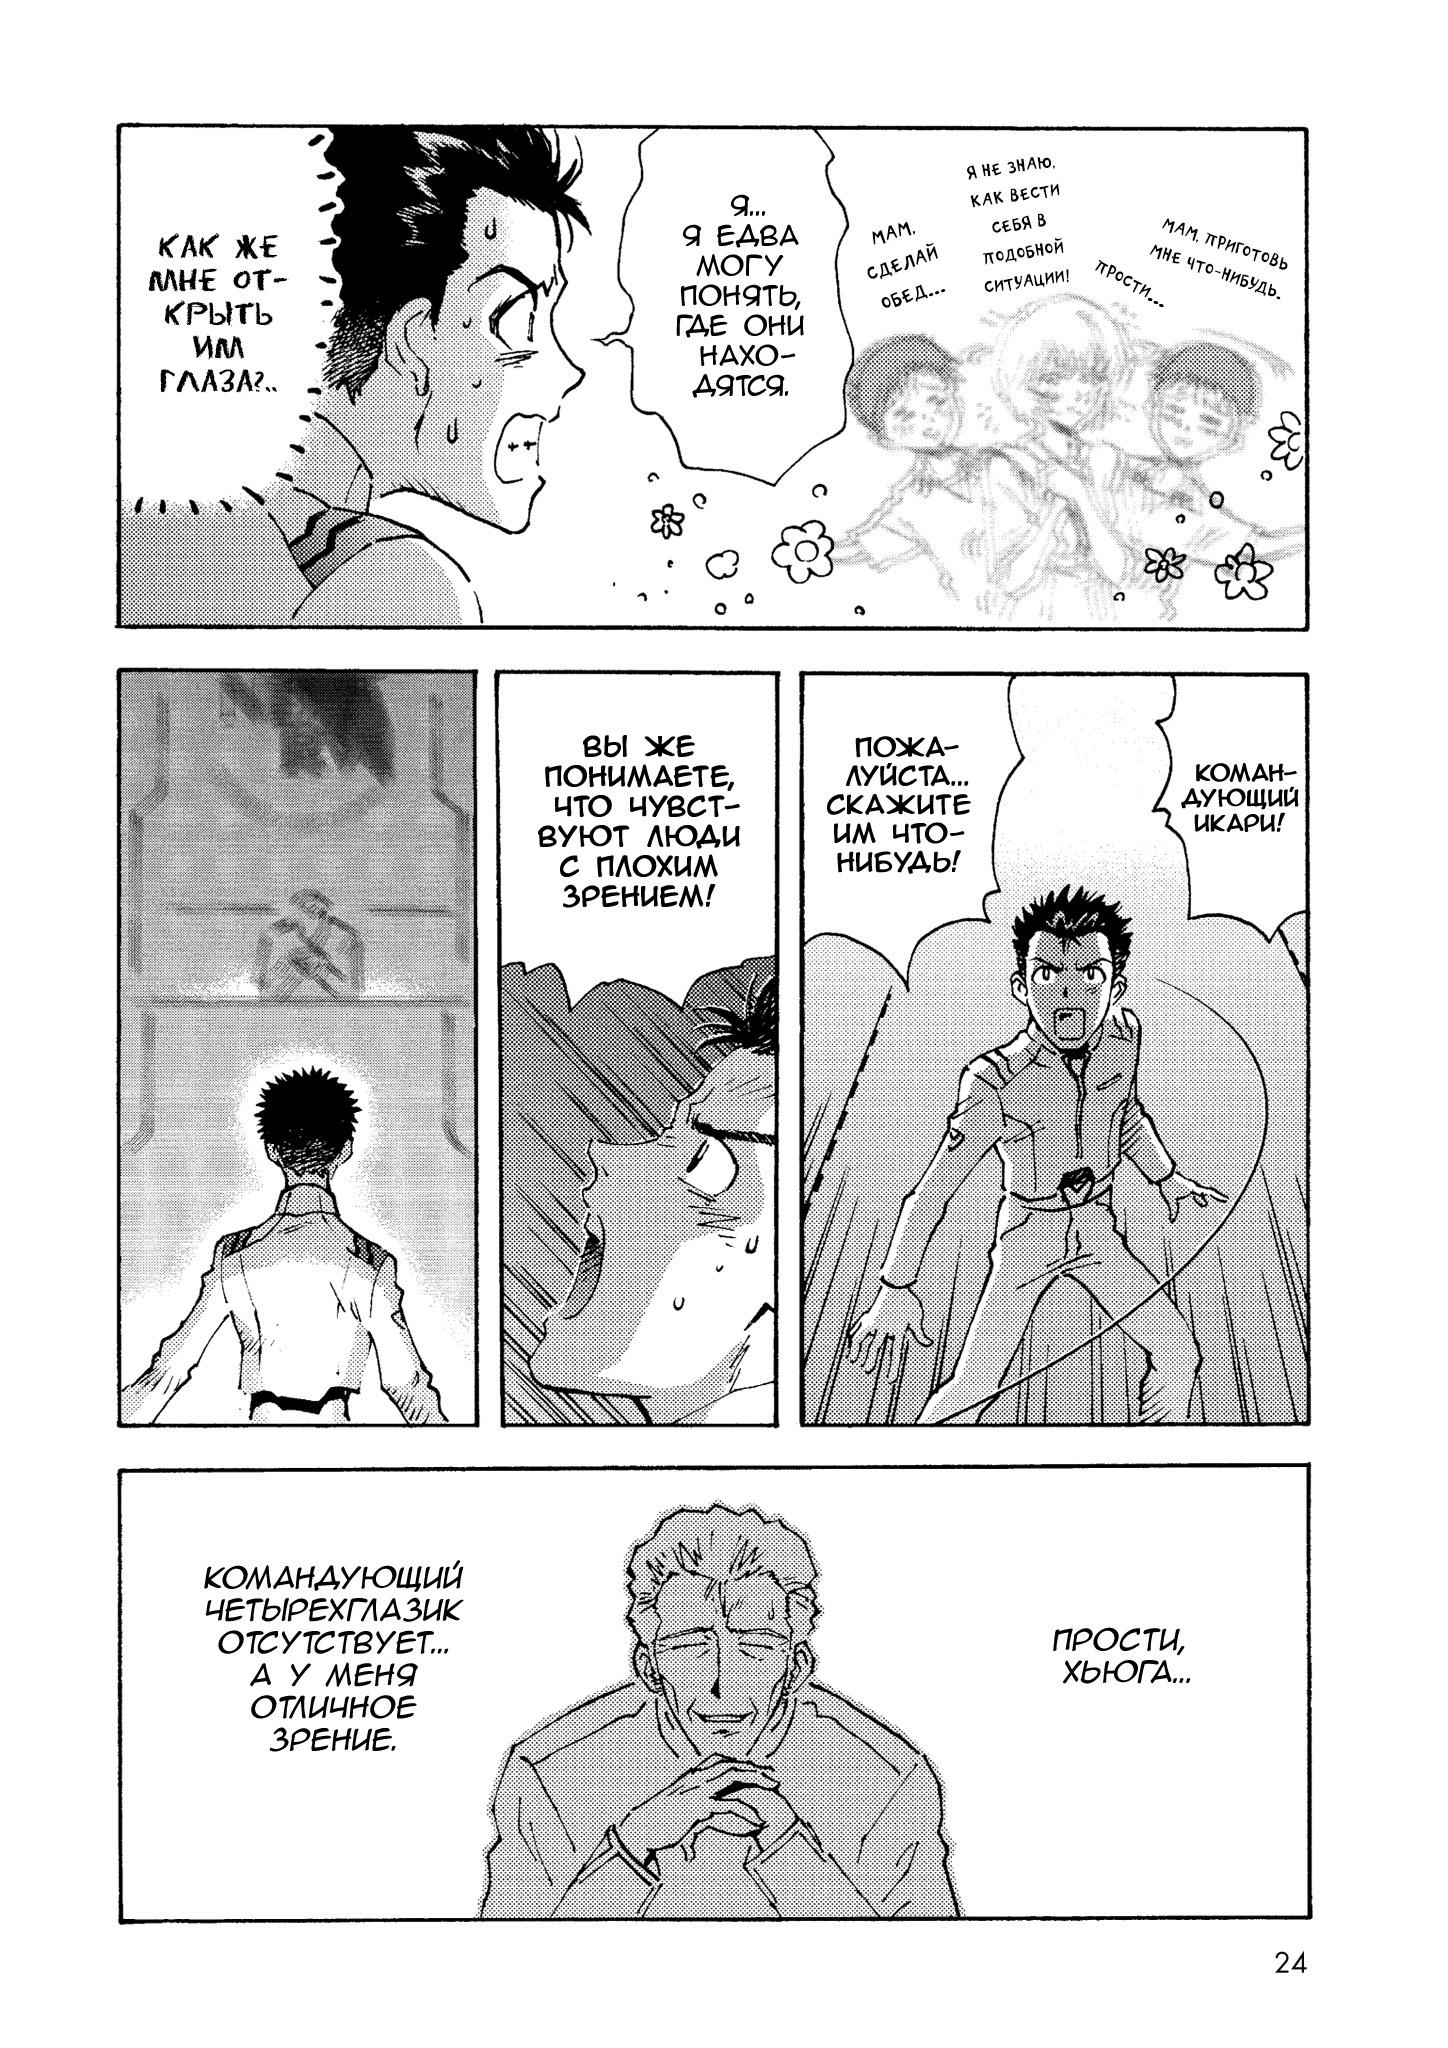 МАМ, ПРИГОТОВЬ
МНЕ ЧТО-НИБУДЬ.
ПРОСТИ...
Я НЕ ЗНАЮ,
КАК ВЕСТИ
СЕБЯ В
ПОДОБНОЙ
СИТУАЦИИ!
МАМ,
СДЕЛАЙ
ОБЕД...
Я...
Я ЕДВА
МОГУ
ПОНЯТЬ,
ГДЕ ОНИ
НАХО-
ДЯТСЯ.
КАК ЖЕ
МНЕ ОТ-
КРЫТЬ
ИМ
ГЛАЗА?..
КОМАН-
ДУЮЩИЙ
ИКАРИ!
ПОЖА-
ЛУЙСТА...
СКАЖИТЕ
ИМ ЧТО-
НИБУДЬ!
ВЫ ЖЕ
ПОНИМАЕТЕ,
ЧТО ЧУВСТ-
ВУЮТ ЛЮДИ
С ПЛОХИМ
ЗРЕНИЕМ!
ПРОСТИ,
ХЬЮГА...
КОМАНДУЮЩИЙ
ЧЕТЫРЕХГЛАЗИК
ОТСУТСТВУЕТ...
А У МЕНЯ
ОТЛИЧНОЕ
ЗРЕНИЕ.
24